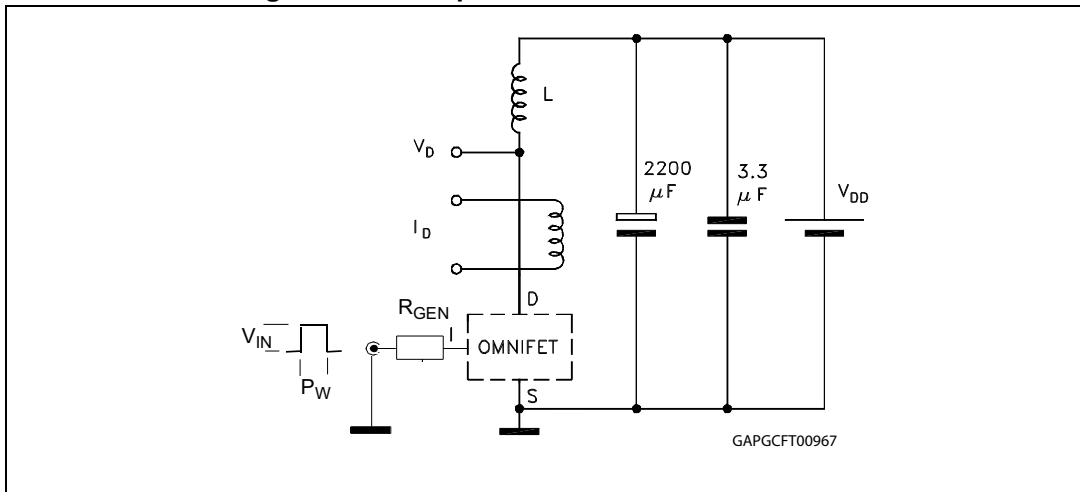 L
V_D
2200
μF
3.3
μF
V_DD
I_D
D
R_GEN
I
V_IN
OMNIFET
P_W
S
GAPGCFT00967